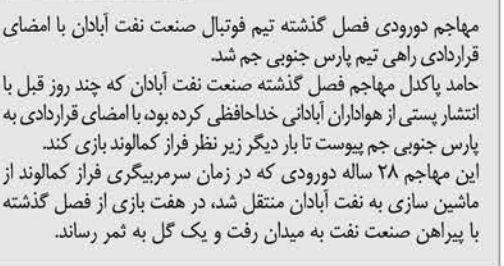 مهاجم دورودی فصل گذشته تیم فوتبال صنعت نفت آبادان با امضای
قراردادی راهی تیم پارس جنوبی جم شد.
حامد پاکدل مهاجم فصل گذشته صنعت نفت آبادان که چند روز قبل با
انتشار پستی از هواداران آبادانی خداحافظی کرده بود، با امضای قراردادی به
پارس جنوبی جم پیوست تا بار دیگر زیر نظر فراز کمالوند بازی کند.
این مهاجم ۲۸ ساله دورودی که در زمان سرمربیگری فراز کمالوند از
ماشین سازی به نفت آبادان منتقل شد، در هفت بازی از فصل گذشته
با پیراهن صنعت نفت به میدان رفت و یک گل به ثمر رساند.